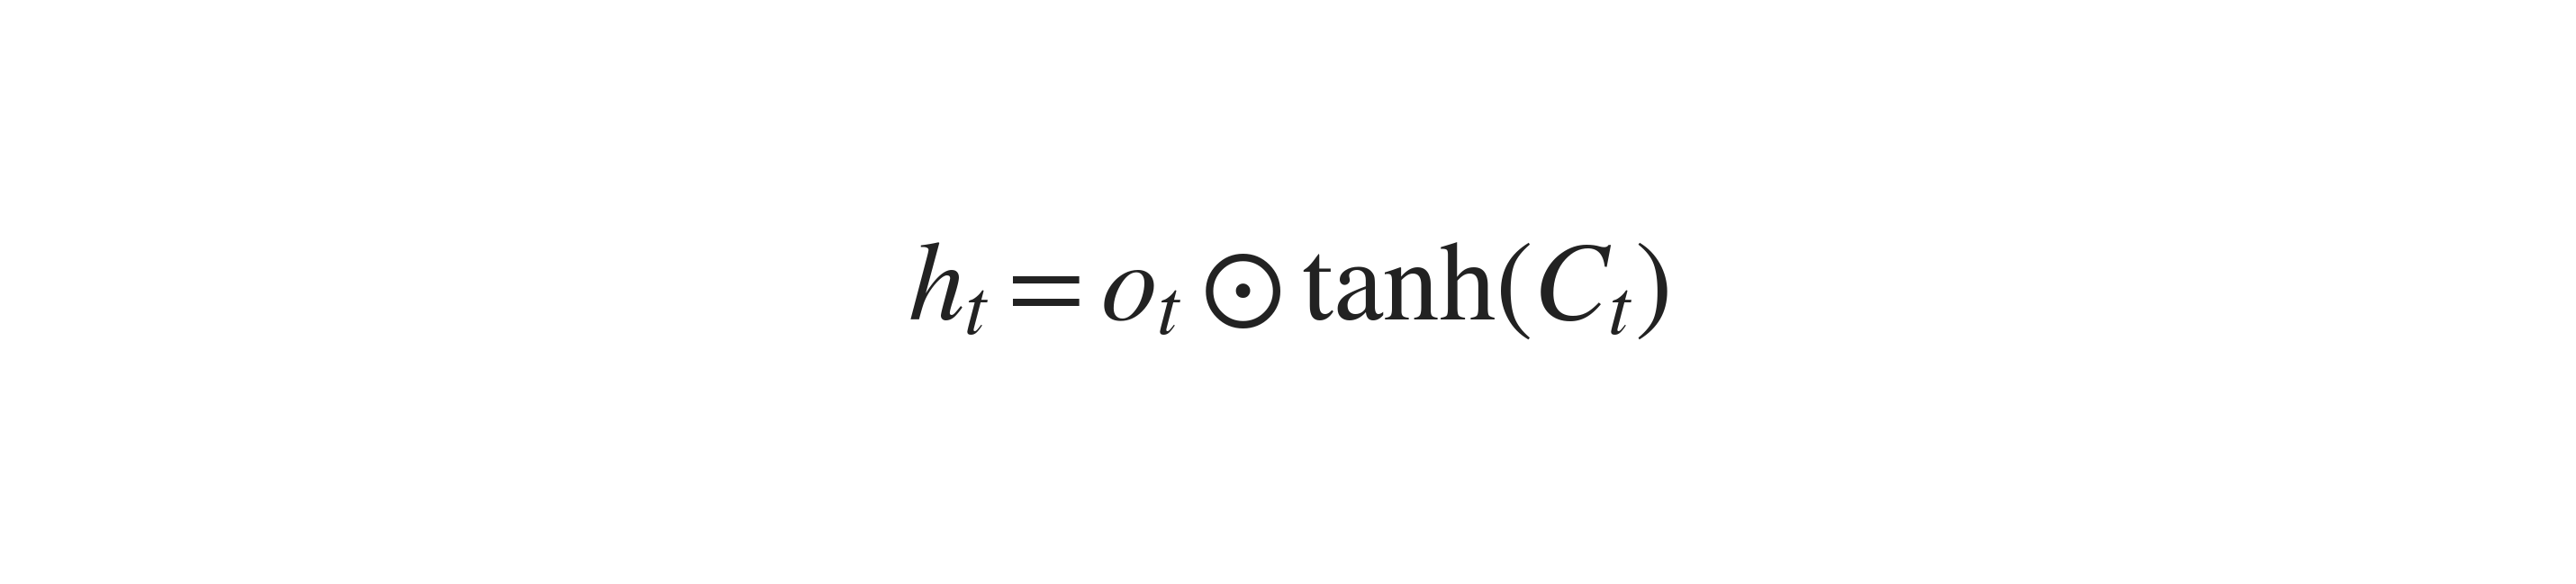 hₜ = oₜ ⊙ tanh(Cₜ)